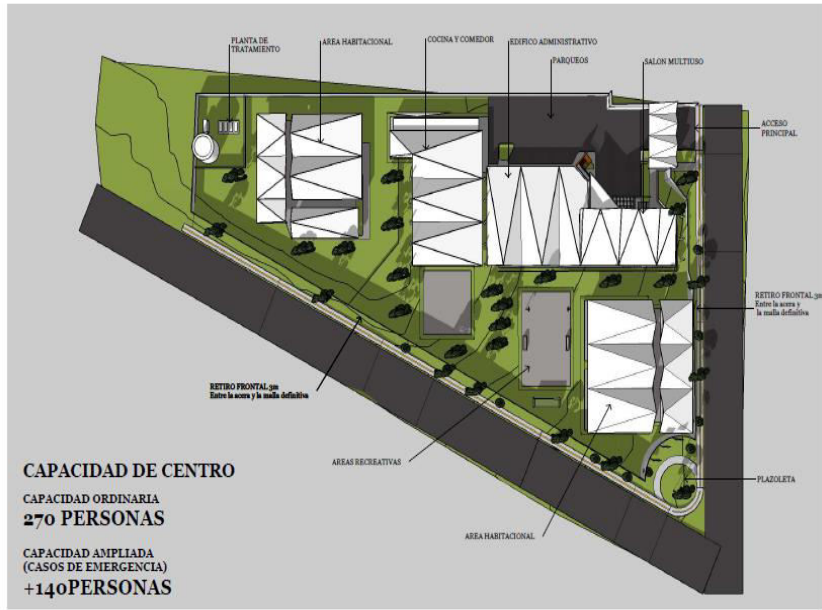 PLANTA DE
TRATAMIENTO
AREA HABITACIONAL
COCINA Y COMEDOR
EDIFICO ADMINISTRATIVO
PARQUEOS
SALON MULTIUSO
ACCESO
PRINCIPAL
RETIRO FRONTAL 3m
Entre la acera y
la malla definitiva
RETIRO FRONTAL 3m
Entre la acera y la malla definitiva
AREAS RECREATIVAS
PLAZOLETA
AREA HABITACIONAL
CAPACIDAD DE CENTRO
CAPACIDAD ORDINARIA
270 PERSONAS
CAPACIDAD AMPLIADA
(CASOS DE EMERGENCIA)
+140PERSONAS